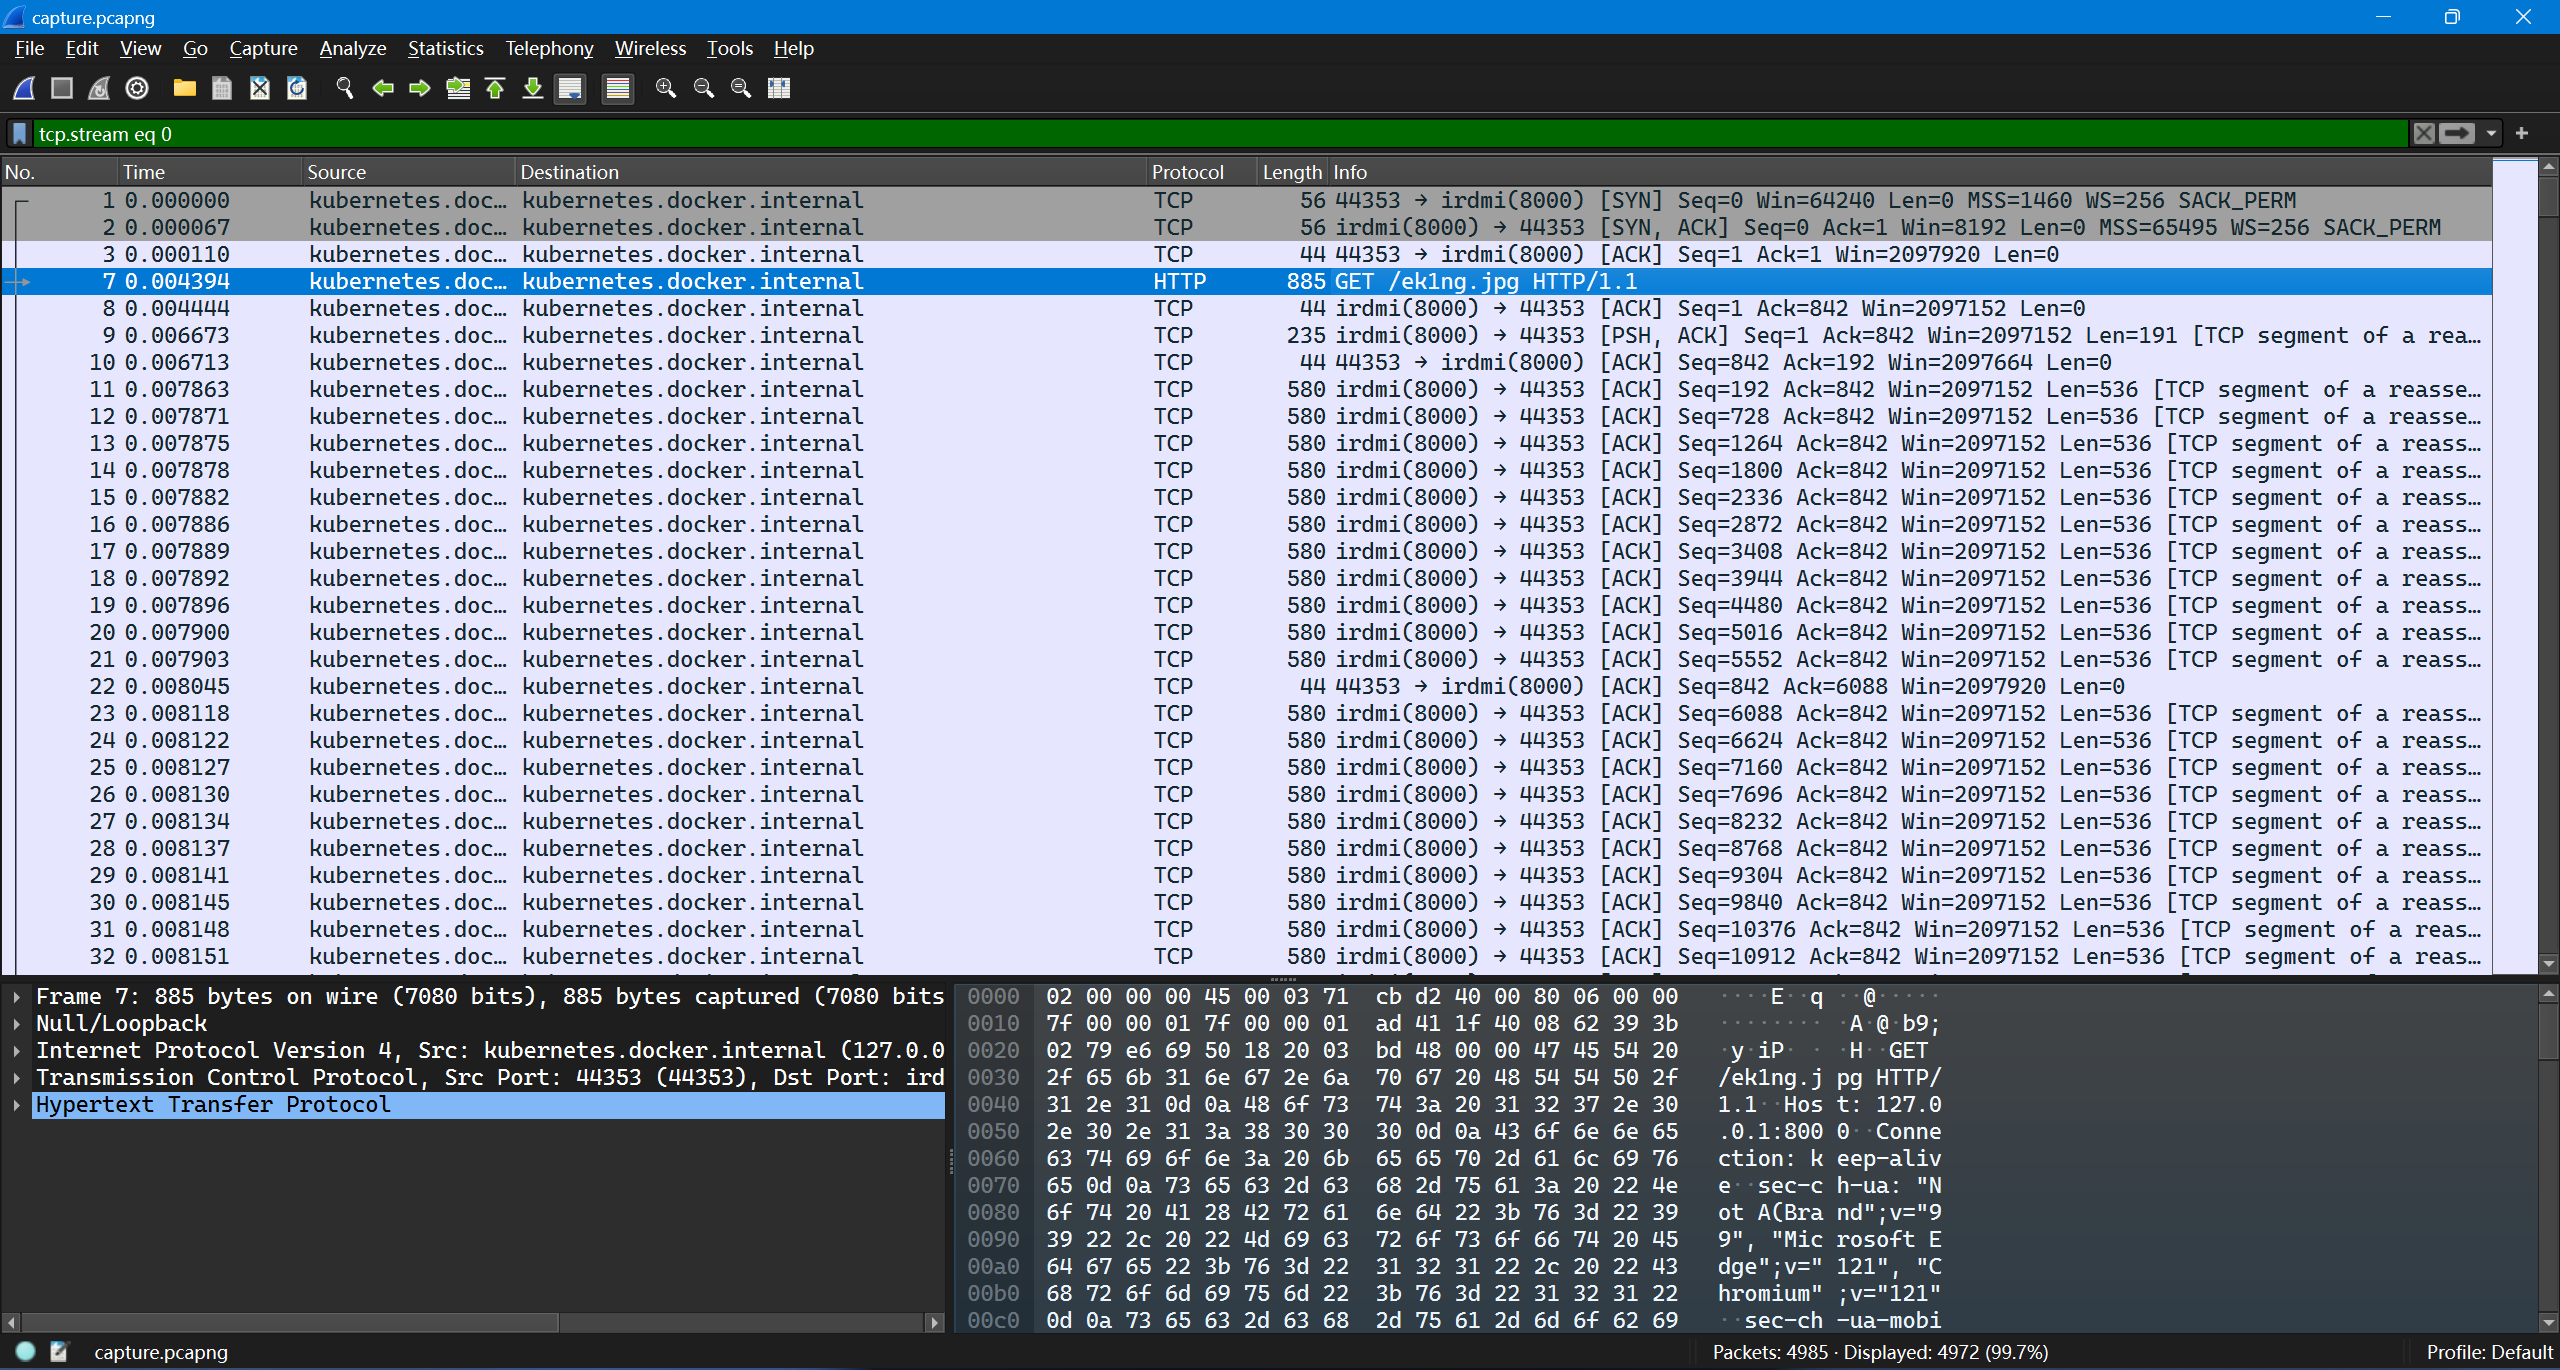 capture.pcapng
File Edit View Go Capture Analyze Statistics Telephony Wireless Tools Help
tcp.stream eq 0
No. Time Source Destination Protocol Length Info
1 0.000000 kubernetes.doc… kubernetes.docker.internal TCP 56 44353 → irdmi(8000) [SYN] Seq=0 Win=64240 Len=0 MSS=1460 WS=256 SACK_PERM
2 0.000067 kubernetes.doc… kubernetes.docker.internal TCP 56 irdmi(8000) → 44353 [SYN, ACK] Seq=0 Ack=1 Win=8192 Len=0 MSS=65495 WS=256 SACK_PERM
3 0.000110 kubernetes.doc… kubernetes.docker.internal TCP 44 44353 → irdmi(8000) [ACK] Seq=1 Ack=1 Win=2097920 Len=0
7 0.004394 kubernetes.doc… kubernetes.docker.internal HTTP 885 GET /ek1ng.jpg HTTP/1.1
8 0.004444 kubernetes.doc… kubernetes.docker.internal TCP 44 irdmi(8000) → 44353 [ACK] Seq=1 Ack=842 Win=2097152 Len=0
9 0.006673 kubernetes.doc… kubernetes.docker.internal TCP 235 irdmi(8000) → 44353 [PSH, ACK] Seq=1 Ack=842 Win=2097152 Len=191 [TCP segment of a rea…
10 0.006713 kubernetes.doc… kubernetes.docker.internal TCP 44 44353 → irdmi(8000) [ACK] Seq=842 Ack=192 Win=2097664 Len=0
11 0.007863 kubernetes.doc… kubernetes.docker.internal TCP 580 irdmi(8000) → 44353 [ACK] Seq=192 Ack=842 Win=2097152 Len=536 [TCP segment of a reasse…
12 0.007871 kubernetes.doc… kubernetes.docker.internal TCP 580 irdmi(8000) → 44353 [ACK] Seq=728 Ack=842 Win=2097152 Len=536 [TCP segment of a reasse…
13 0.007875 kubernetes.doc… kubernetes.docker.internal TCP 580 irdmi(8000) → 44353 [ACK] Seq=1264 Ack=842 Win=2097152 Len=536 [TCP segment of a reass…
14 0.007878 kubernetes.doc… kubernetes.docker.internal TCP 580 irdmi(8000) → 44353 [ACK] Seq=1800 Ack=842 Win=2097152 Len=536 [TCP segment of a reass…
15 0.007882 kubernetes.doc… kubernetes.docker.internal TCP 580 irdmi(8000) → 44353 [ACK] Seq=2336 Ack=842 Win=2097152 Len=536 [TCP segment of a reass…
16 0.007886 kubernetes.doc… kubernetes.docker.internal TCP 580 irdmi(8000) → 44353 [ACK] Seq=2872 Ack=842 Win=2097152 Len=536 [TCP segment of a reass…
17 0.007889 kubernetes.doc… kubernetes.docker.internal TCP 580 irdmi(8000) → 44353 [ACK] Seq=3408 Ack=842 Win=2097152 Len=536 [TCP segment of a reass…
18 0.007892 kubernetes.doc… kubernetes.docker.internal TCP 580 irdmi(8000) → 44353 [ACK] Seq=3944 Ack=842 Win=2097152 Len=536 [TCP segment of a reass…
19 0.007896 kubernetes.doc… kubernetes.docker.internal TCP 580 irdmi(8000) → 44353 [ACK] Seq=4480 Ack=842 Win=2097152 Len=536 [TCP segment of a reass…
20 0.007900 kubernetes.doc… kubernetes.docker.internal TCP 580 irdmi(8000) → 44353 [ACK] Seq=5016 Ack=842 Win=2097152 Len=536 [TCP segment of a reass…
21 0.007903 kubernetes.doc… kubernetes.docker.internal TCP 580 irdmi(8000) → 44353 [ACK] Seq=5552 Ack=842 Win=2097152 Len=536 [TCP segment of a reass…
22 0.008045 kubernetes.doc… kubernetes.docker.internal TCP 44 44353 → irdmi(8000) [ACK] Seq=842 Ack=6088 Win=2097920 Len=0
23 0.008118 kubernetes.doc… kubernetes.docker.internal TCP 580 irdmi(8000) → 44353 [ACK] Seq=6088 Ack=842 Win=2097152 Len=536 [TCP segment of a reass…
24 0.008122 kubernetes.doc… kubernetes.docker.internal TCP 580 irdmi(8000) → 44353 [ACK] Seq=6624 Ack=842 Win=2097152 Len=536 [TCP segment of a reass…
25 0.008127 kubernetes.doc… kubernetes.docker.internal TCP 580 irdmi(8000) → 44353 [ACK] Seq=7160 Ack=842 Win=2097152 Len=536 [TCP segment of a reass…
26 0.008130 kubernetes.doc… kubernetes.docker.internal TCP 580 irdmi(8000) → 44353 [ACK] Seq=7696 Ack=842 Win=2097152 Len=536 [TCP segment of a reass…
27 0.008134 kubernetes.doc… kubernetes.docker.internal TCP 580 irdmi(8000) → 44353 [ACK] Seq=8232 Ack=842 Win=2097152 Len=536 [TCP segment of a reass…
28 0.008137 kubernetes.doc… kubernetes.docker.internal TCP 580 irdmi(8000) → 44353 [ACK] Seq=8768 Ack=842 Win=2097152 Len=536 [TCP segment of a reass…
29 0.008141 kubernetes.doc… kubernetes.docker.internal TCP 580 irdmi(8000) → 44353 [ACK] Seq=9304 Ack=842 Win=2097152 Len=536 [TCP segment of a reass…
30 0.008145 kubernetes.doc… kubernetes.docker.internal TCP 580 irdmi(8000) → 44353 [ACK] Seq=9840 Ack=842 Win=2097152 Len=536 [TCP segment of a reass…
31 0.008148 kubernetes.doc… kubernetes.docker.internal TCP 580 irdmi(8000) → 44353 [ACK] Seq=10376 Ack=842 Win=2097152 Len=536 [TCP segment of a reas…
32 0.008151 kubernetes.doc… kubernetes.docker.internal TCP 580 irdmi(8000) → 44353 [ACK] Seq=10912 Ack=842 Win=2097152 Len=536 [TCP segment of a reas…
Frame 7: 885 bytes on wire (7080 bits), 885 bytes captured (7080 bits
Null/Loopback
Internet Protocol Version 4, Src: kubernetes.docker.internal (127.0.0
Transmission Control Protocol, Src Port: 44353 (44353), Dst Port: ird
Hypertext Transfer Protocol
0000 02 00 00 00 45 00 03 71 cb d2 40 00 80 06 00 00 ····E··q ··@·····
0010 7f 00 00 01 7f 00 00 01 ad 41 1f 40 08 62 39 3b ········ ·A·@·b9;
0020 02 79 e6 69 50 18 20 03 bd 48 00 00 47 45 54 20 ·y·iP· · ·H··GET
0030 2f 65 6b 31 6e 67 2e 6a 70 67 20 48 54 54 50 2f /ek1ng.j pg HTTP/
0040 31 2e 31 0d 0a 48 6f 73 74 3a 20 31 32 37 2e 30 1.1··Hos t: 127.0
0050 2e 30 2e 31 3a 38 30 30 30 0d 0a 43 6f 6e 6e 65 .0.1:800 0··Conne
0060 63 74 69 6f 6e 3a 20 6b 65 65 70 2d 61 6c 69 76 ction: k eep-aliv
0070 65 0d 0a 73 65 63 2d 63 68 2d 75 61 3a 20 22 4e e··sec-c h-ua: "N
0080 6f 74 20 41 28 42 72 61 6e 64 22 3b 76 3d 22 39 ot A(Bra nd";v="9
0090 39 22 2c 20 22 4d 69 63 72 6f 73 6f 66 74 20 45 9", "Mic rosoft E
00a0 64 67 65 22 3b 76 3d 22 31 32 31 22 2c 20 22 43 dge";v=" 121", "C
00b0 68 72 6f 6d 69 75 6d 22 3b 76 3d 22 31 32 31 22 hromium" ;v="121"
00c0 0d 0a 73 65 63 2d 63 68 2d 75 61 2d 6d 6f 62 69 ··sec-ch -ua-mobi
capture.pcapng Packets: 4985 · Displayed: 4972 (99.7%) Profile: Default